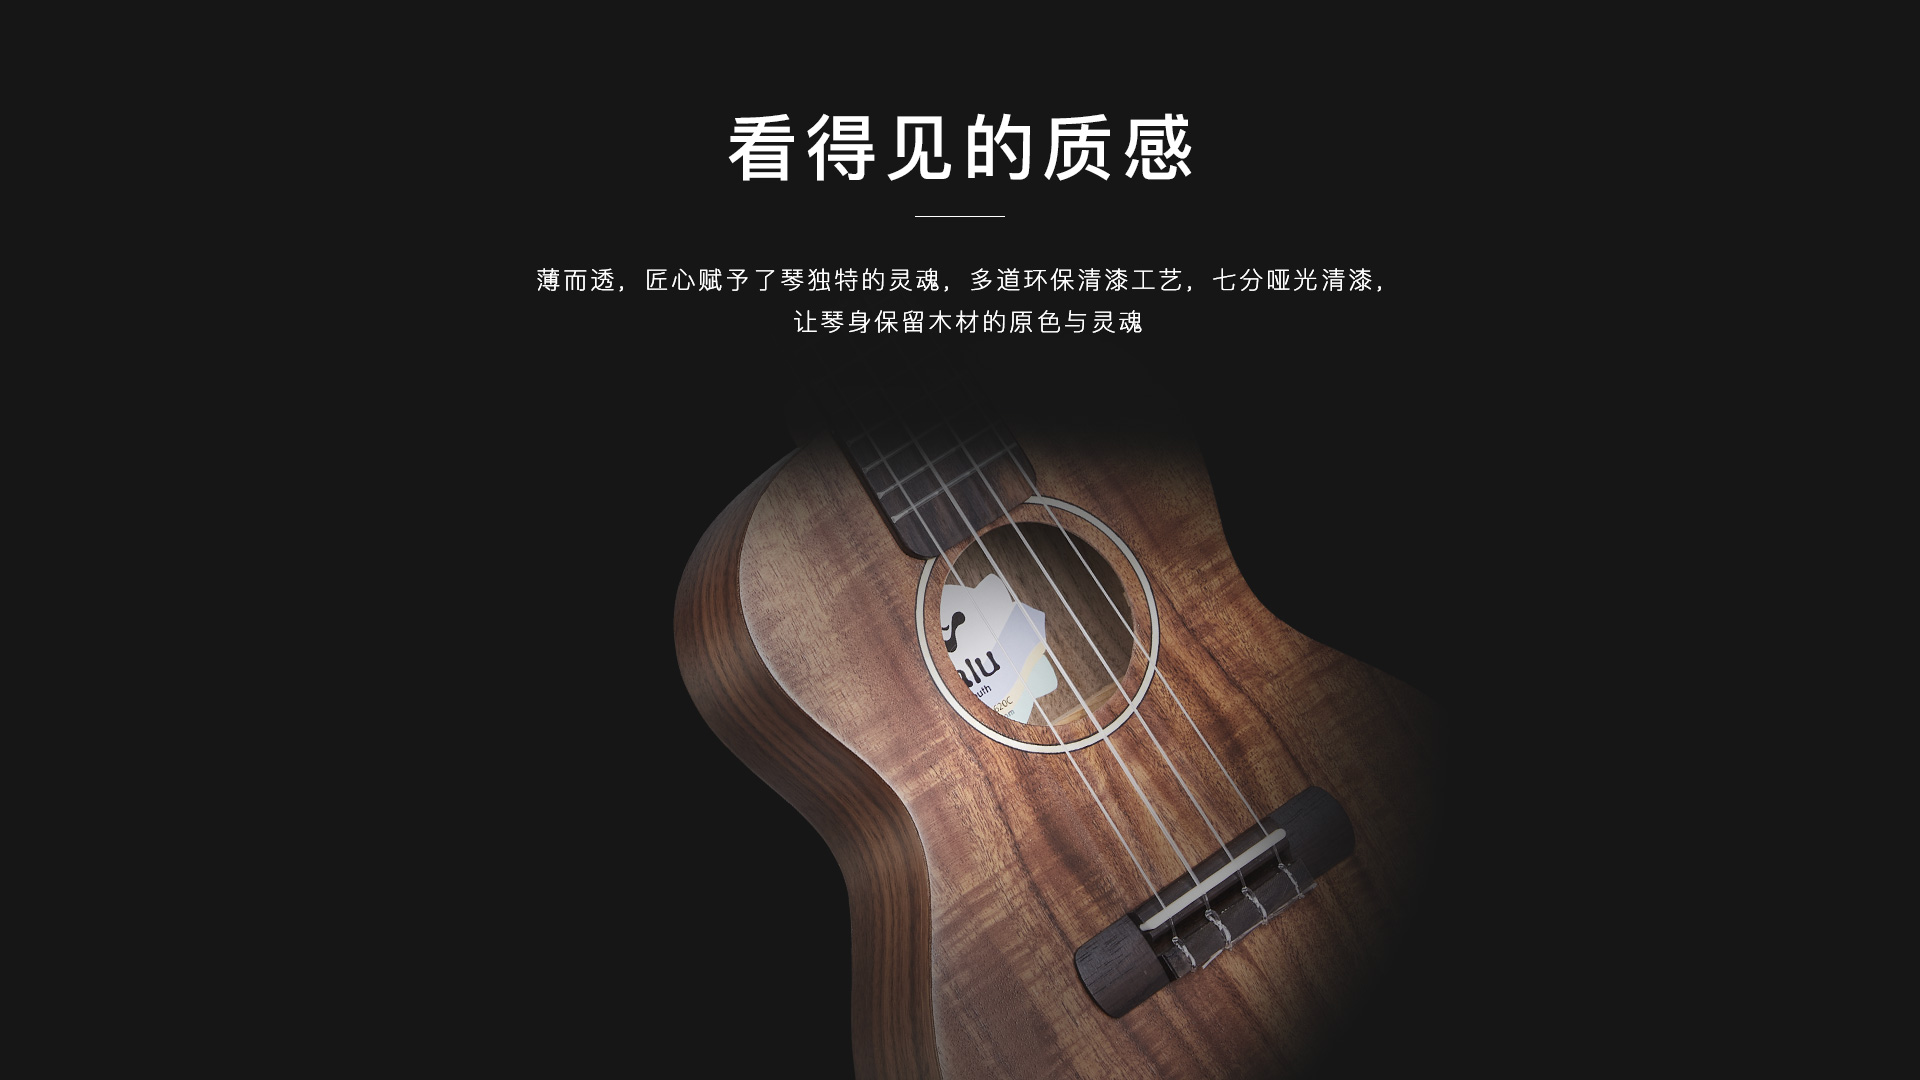 看得见的质感
薄而透，匠心赋予了琴独特的灵魂，多道环保清漆工艺，七分哑光清漆，
让琴身保留木材的原色与灵魂
alu
uth
620C